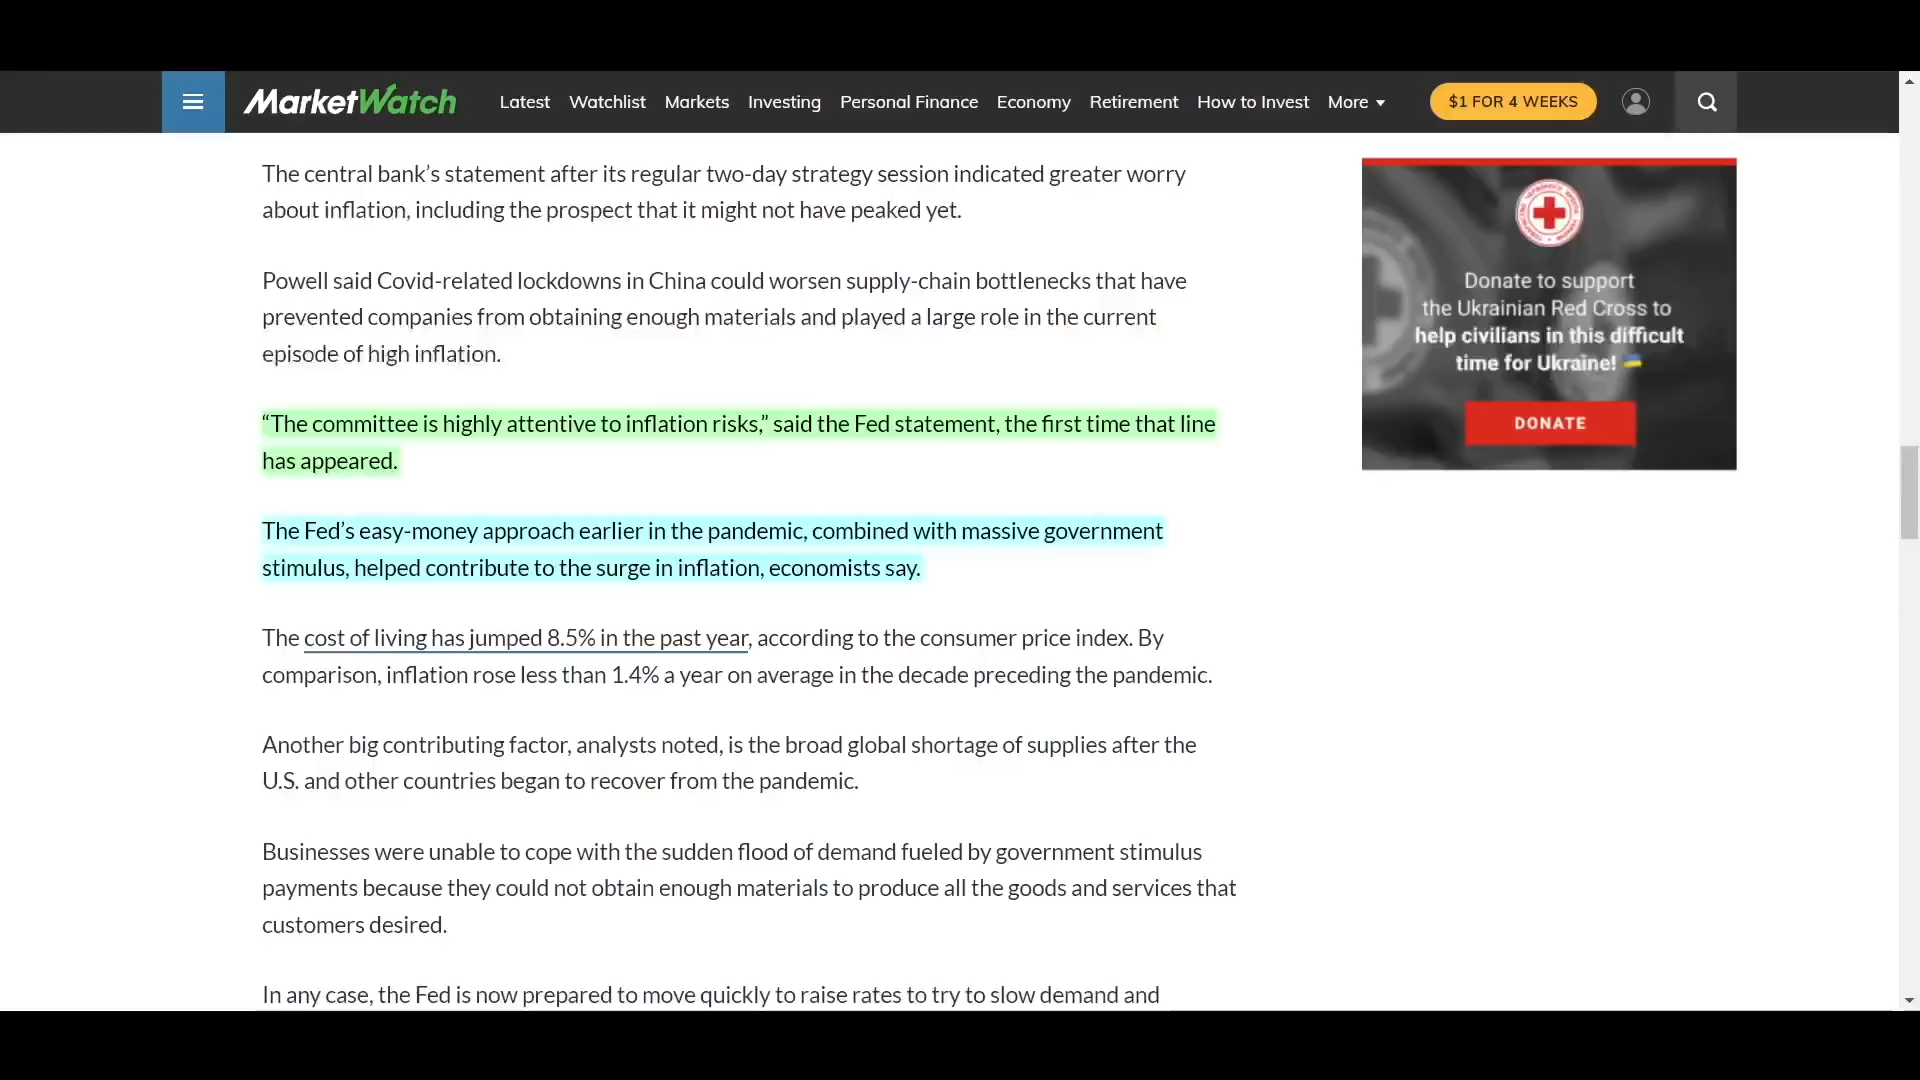 MarketWatch
Latest Watchlist Markets Investing Personal Finance Economy Retirement How to Invest More
$1 FOR 4 WEEKS
The central bank’s statement after its regular two-day strategy session indicated greater worry
about inflation, including the prospect that it might not have peaked yet.
Powell said Covid-related lockdowns in China could worsen supply-chain bottlenecks that have
prevented companies from obtaining enough materials and played a large role in the current
episode of high inflation.
“The committee is highly attentive to inflation risks,” said the Fed statement, the first time that line
has appeared.
The Fed’s easy-money approach earlier in the pandemic, combined with massive government
stimulus, helped contribute to the surge in inflation, economists say.
The cost of living has jumped 8.5% in the past year, according to the consumer price index. By
comparison, inflation rose less than 1.4% a year on average in the decade preceding the pandemic.
Another big contributing factor, analysts noted, is the broad global shortage of supplies after the
U.S. and other countries began to recover from the pandemic.
Businesses were unable to cope with the sudden flood of demand fueled by government stimulus
payments because they could not obtain enough materials to produce all the goods and services that
customers desired.
In any case, the Fed is now prepared to move quickly to raise rates to try to slow demand and
Donate to support
the Ukrainian Red Cross to
help civilians in this difficult
time for Ukraine!
DONATE